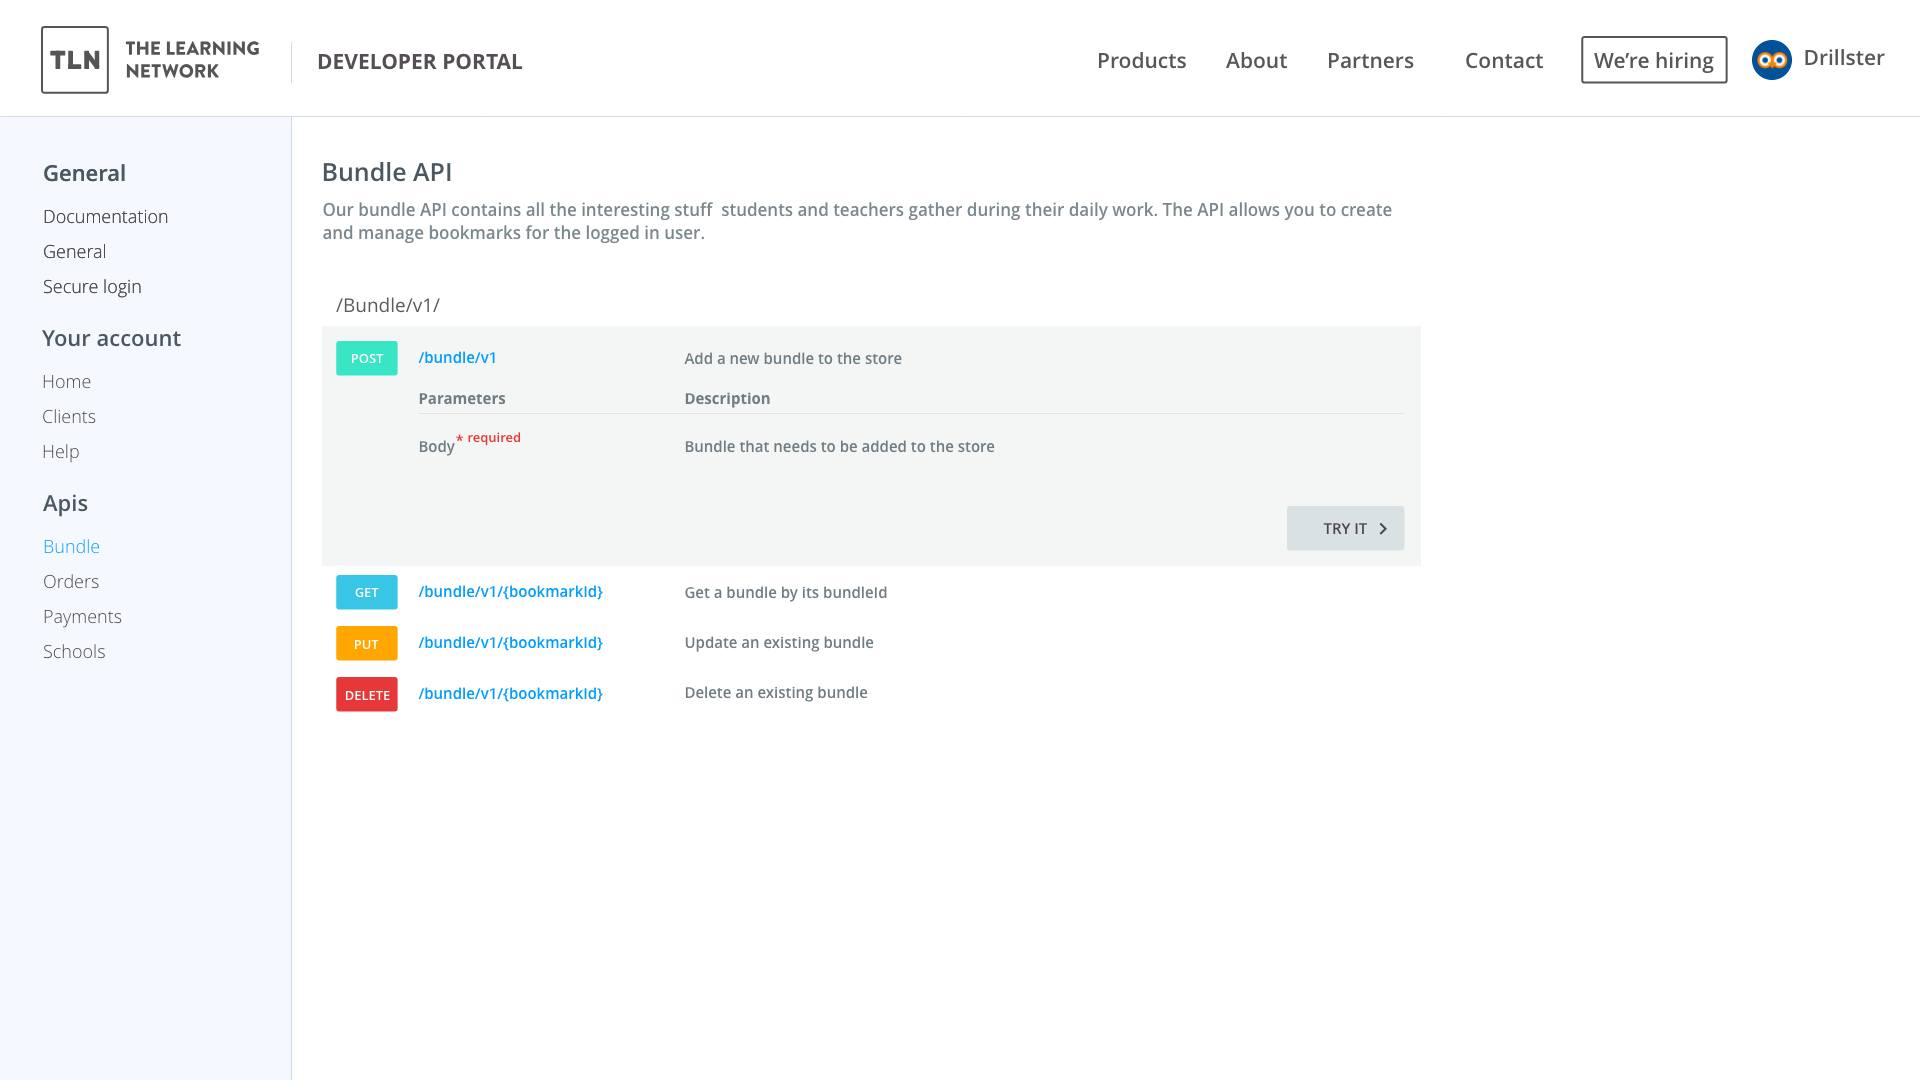 TLN
THE LEARNING
NETWORK
DEVELOPER PORTAL
Products
About
Partners
Contact
We're hiring
Drillster
General
Documentation
General
Secure login
Your account
Home
Clients
Help
Apis
Bundle
Orders
Payments
Schools
Bundle API
Our bundle API contains all the interesting stuff  students and teachers gather during their daily work. The API allows you to create
and manage bookmarks for the logged in user.
/Bundle/v1/
POST /bundle/v1 Add a new bundle to the store
Parameters Description
Body * required Bundle that needs to be added to the store
TRY IT
GET /bundle/v1/{bookmarkId} Get a bundle by its bundleId
PUT /bundle/v1/{bookmarkId} Update an existing bundle
DELETE /bundle/v1/{bookmarkId} Delete an existing bundle